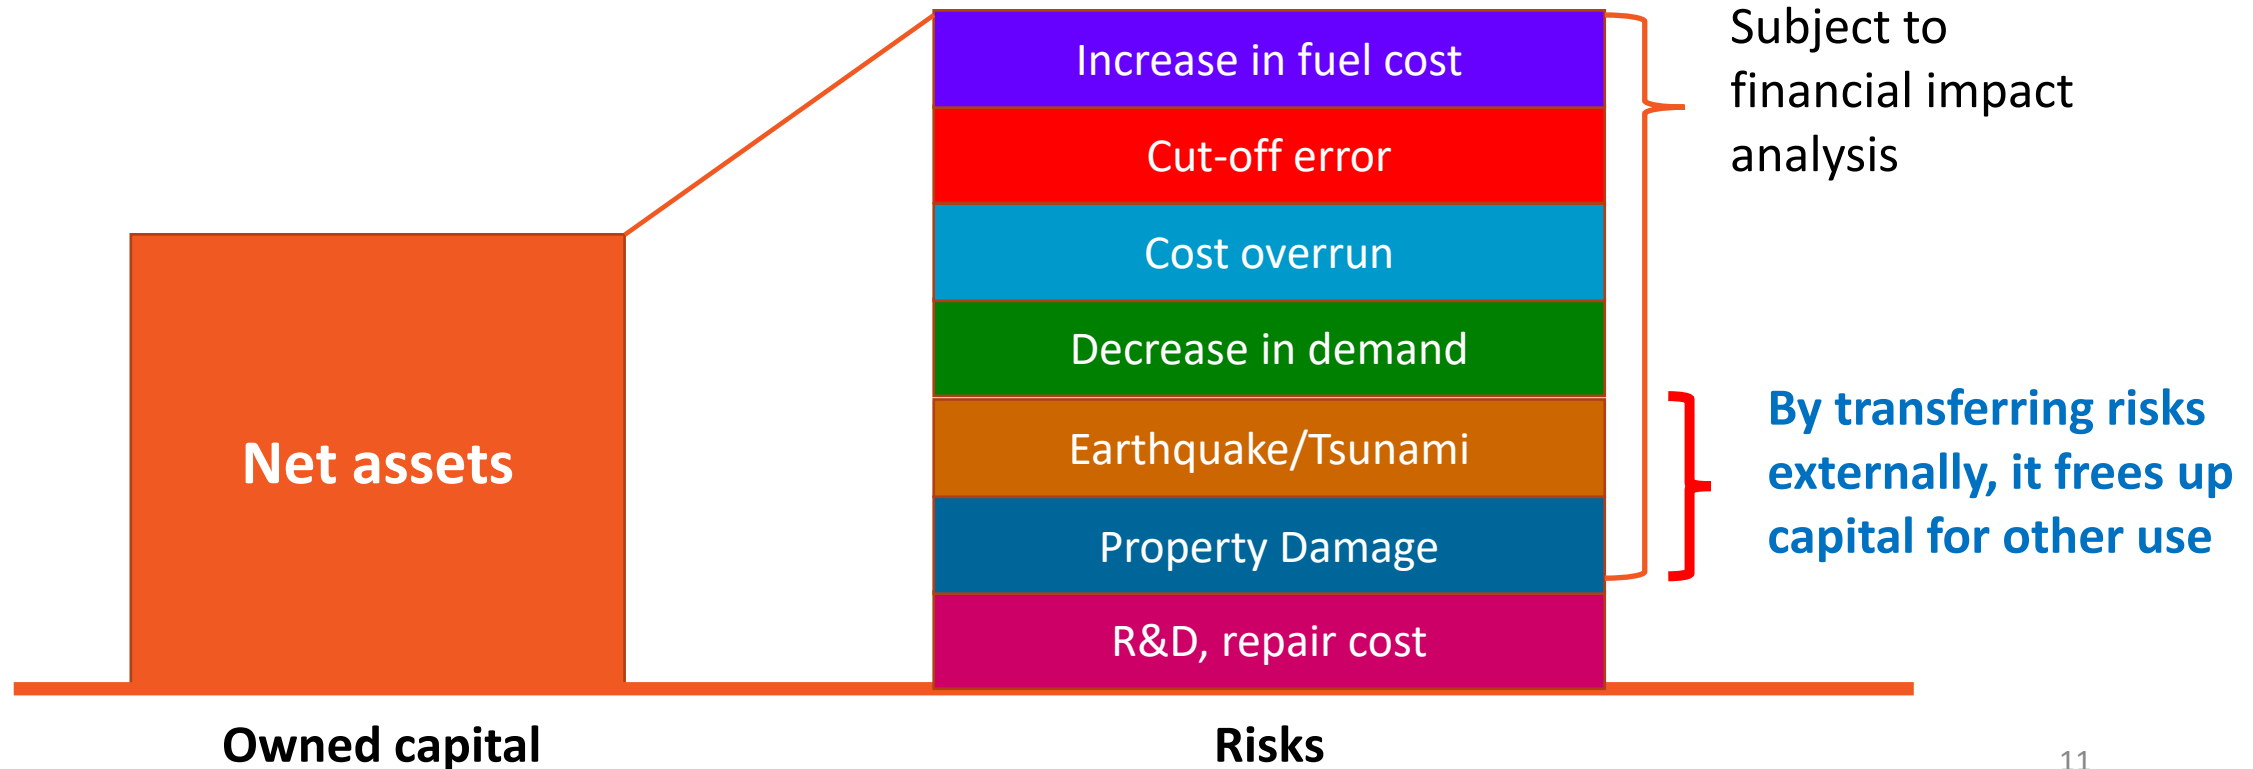 Increase in fuel cost
Cut-off error
Cost overrun
Decrease in demand
Earthquake/Tsunami
Property Damage
R&D, repair cost
Net assets
Subject to
financial impact
analysis
By transferring risks
externally, it frees up
capital for other use
Owned capital
Risks
11